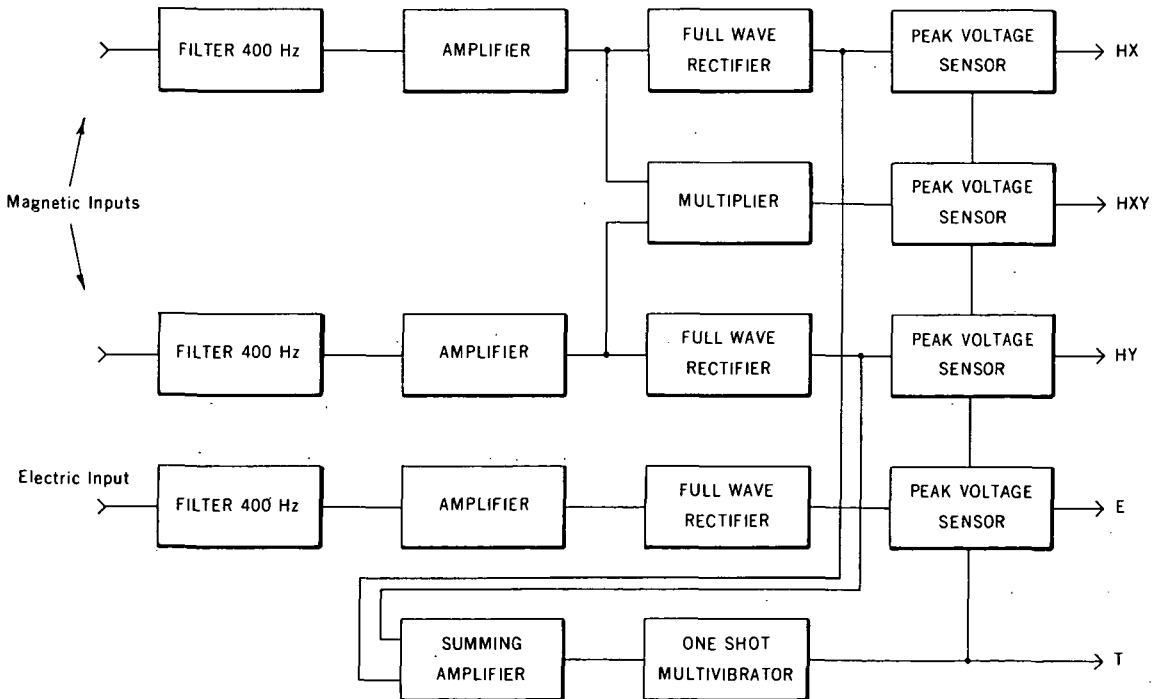 FILTER 400 Hz
AMPLIFIER
FULL WAVE
RECTIFIER
PEAK VOLTAGE
SENSOR
HX
Magnetic Inputs
MULTIPLIER
PEAK VOLTAGE
SENSOR
HXY
FILTER 400 Hz
AMPLIFIER
FULL WAVE
RECTIFIER
PEAK VOLTAGE
SENSOR
HY
Electric Input
FILTER 400 Hz
AMPLIFIER
FULL WAVE
RECTIFIER
PEAK VOLTAGE
SENSOR
E
SUMMING
AMPLIFIER
ONE SHOT
MULTIVIBRATOR
T